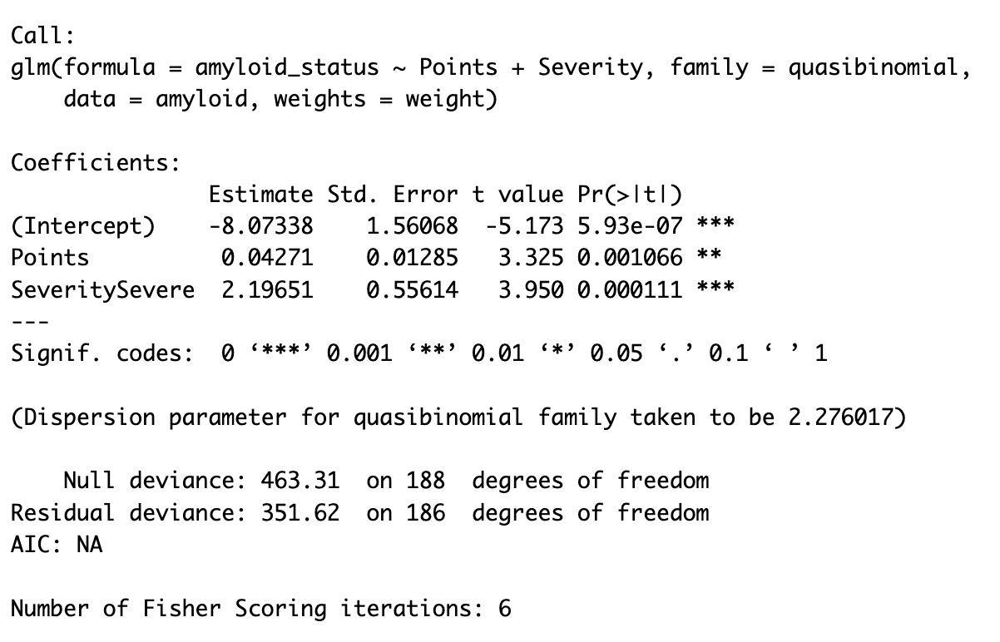 Call:
glm(formula = amyloid_status ~ Points + Severity, family = quasibinomial,
    data = amyloid, weights = weight)

Coefficients:
               Estimate Std. Error t value Pr(>|t|)
(Intercept)    -8.07338    1.56068  -5.173 5.93e-07 ***
Points          0.04271    0.01285   3.325 0.001066 **
SeveritySevere  2.19651    0.55614   3.950 0.000111 ***
---
Signif. codes:  0 ‘***’ 0.001 ‘**’ 0.01 ‘*’ 0.05 ‘.’ 0.1 ‘ ’ 1

(Dispersion parameter for quasibinomial family taken to be 2.276017)

    Null deviance: 463.31  on 188  degrees of freedom
Residual deviance: 351.62  on 186  degrees of freedom
AIC: NA

Number of Fisher Scoring iterations: 6